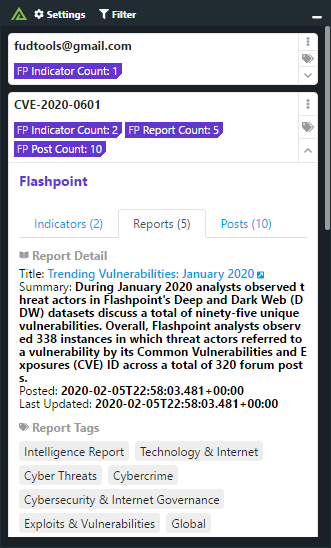 Settings Filter
fudtools@gmail.com
FP Indicator Count: 1
CVE-2020-0601
FP Indicator Count: 2 FP Report Count: 5
FP Post Count: 10
Flashpoint
Indicators (2) Reports (5) Posts (10)
Report Detail
Title: Trending Vulnerabilities: January 2020
Summary: During January 2020 analysts observed t
hreat actors in Flashpoint's Deep and Dark Web (D
DW) datasets discuss a total of ninety-five unique
vulnerabilities. Overall, Flashpoint analysts observ
ed 338 instances in which threat actors referred to
a vulnerability by its Common Vulnerabilities and E
xposures (CVE) ID across a total of 320 forum post
s.
Posted: 2020-02-05T22:58:03.481+00:00
Last Updated: 2020-02-05T22:58:03.481+00:00
Report Tags
Intelligence Report Technology & Internet
Cyber Threats Cybercrime
Cybersecurity & Internet Governance
Exploits & Vulnerabilities Global